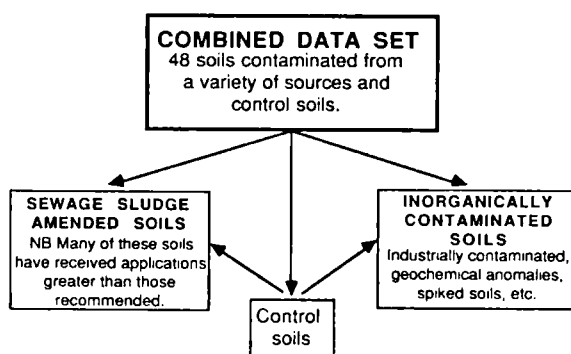 COMBINED DATA SET
48 soils contaminated from
a variety of sources and
control soils.
SEWAGE SLUDGE
AMENDED SOILS
NB Many of these soils
have received applications
greater than those
recommended.
INORGANICALLY
CONTAMINATED
SOILS
Industrially contaminated,
geochemical anomalies,
spiked soils, etc.
Control
soils